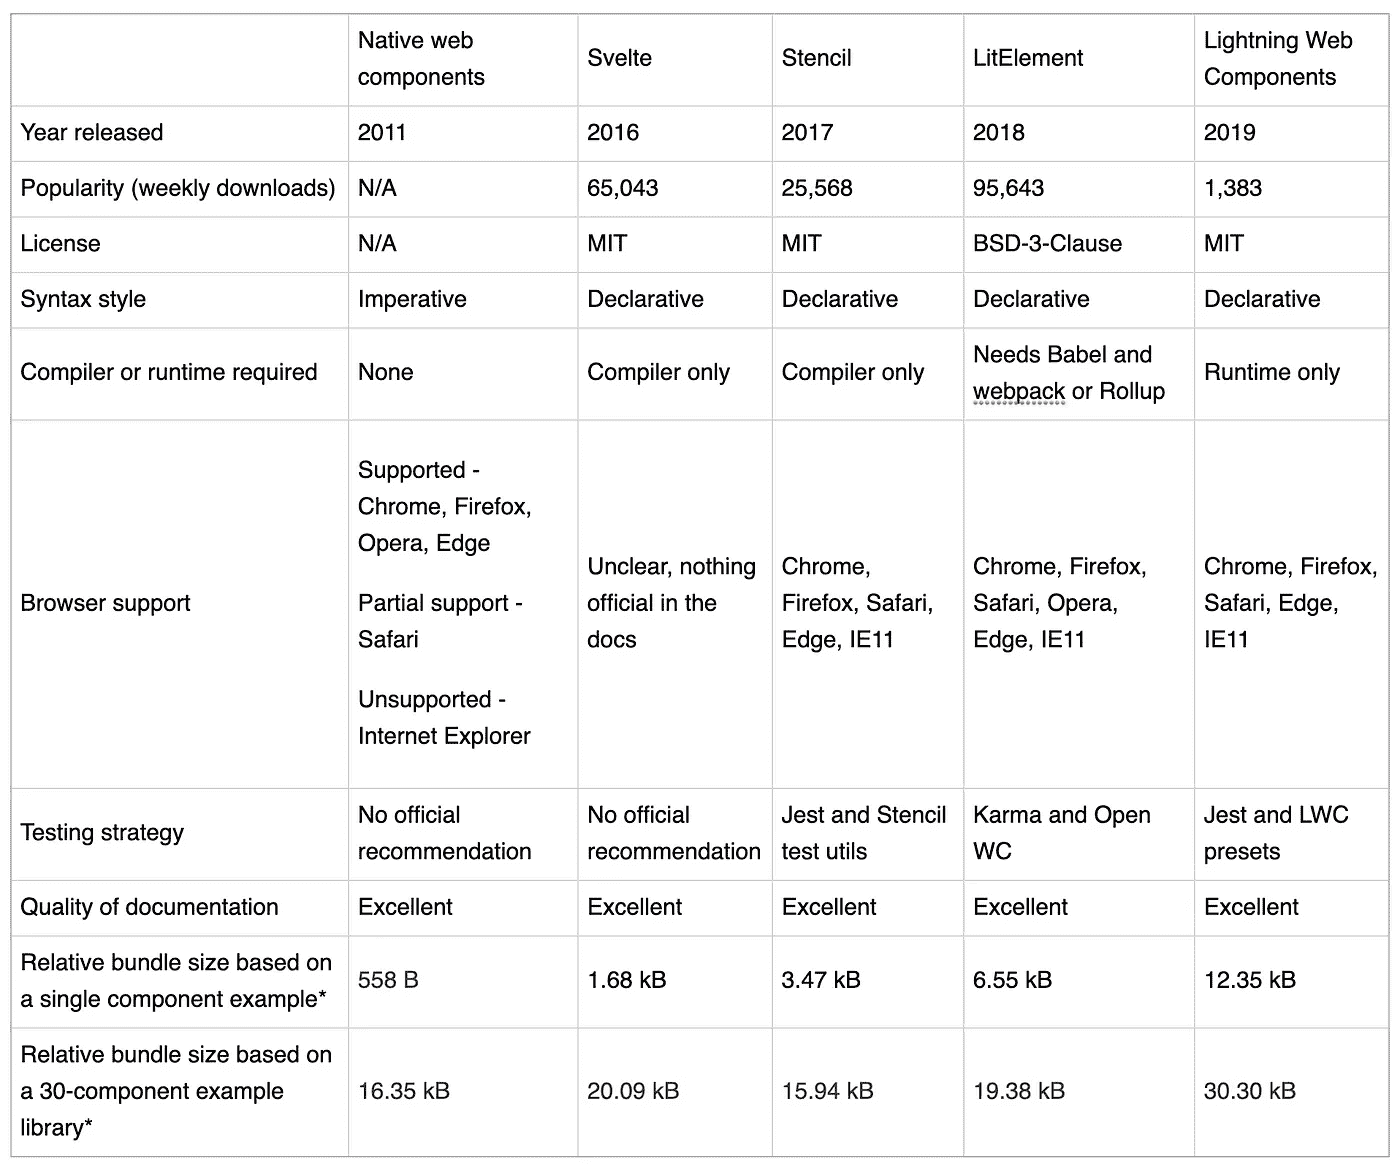 Native web
components
Svelte
Stencil
LitElement
Lightning Web
Components
Year released
2011
2016
2017
2018
2019
Popularity (weekly downloads)
N/A
65,043
25,568
95,643
1,383
License
N/A
MIT
MIT
BSD-3-Clause
MIT
Syntax style
Imperative
Declarative
Declarative
Declarative
Declarative
Compiler or runtime required
None
Compiler only
Compiler only
Needs Babel and
webpack or Rollup
Runtime only
Browser support
Supported -
Chrome, Firefox,
Opera, Edge
Partial support -
Safari
Unsupported -
Internet Explorer
Unclear, nothing
official in the
docs
Chrome,
Firefox, Safari,
Edge, IE11
Chrome, Firefox,
Safari, Opera,
Edge, IE11
Chrome, Firefox,
Safari, Edge,
IE11
Testing strategy
No official
recommendation
No official
recommendation
Jest and Stencil
test utils
Karma and Open
WC
Jest and LWC
presets
Quality of documentation
Excellent
Excellent
Excellent
Excellent
Excellent
Relative bundle size based on
a single component example*
558 B
1.68 kB
3.47 kB
6.55 kB
12.35 kB
Relative bundle size based on
a 30-component example
library*
16.35 kB
20.09 kB
15.94 kB
19.38 kB
30.30 kB